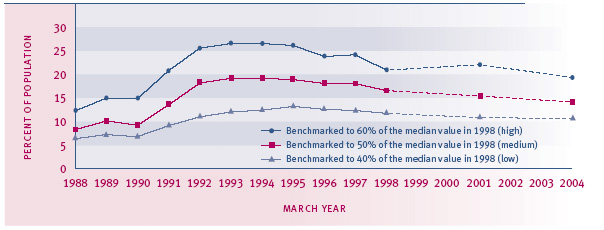 PERCENT OF POPULATION
30
25
20
15
10
5
0
Benchmarked to 60% of the median value in 1998 (high)
Benchmarked to 50% of the median value in 1998 (medium)
Benchmarked to 40% of the median value in 1998 (low)
1988 1989 1990 1991 1992 1993 1994 1995 1996 1997 1998 1999 2000 2001 2002 2003 2004
MARCH YEAR